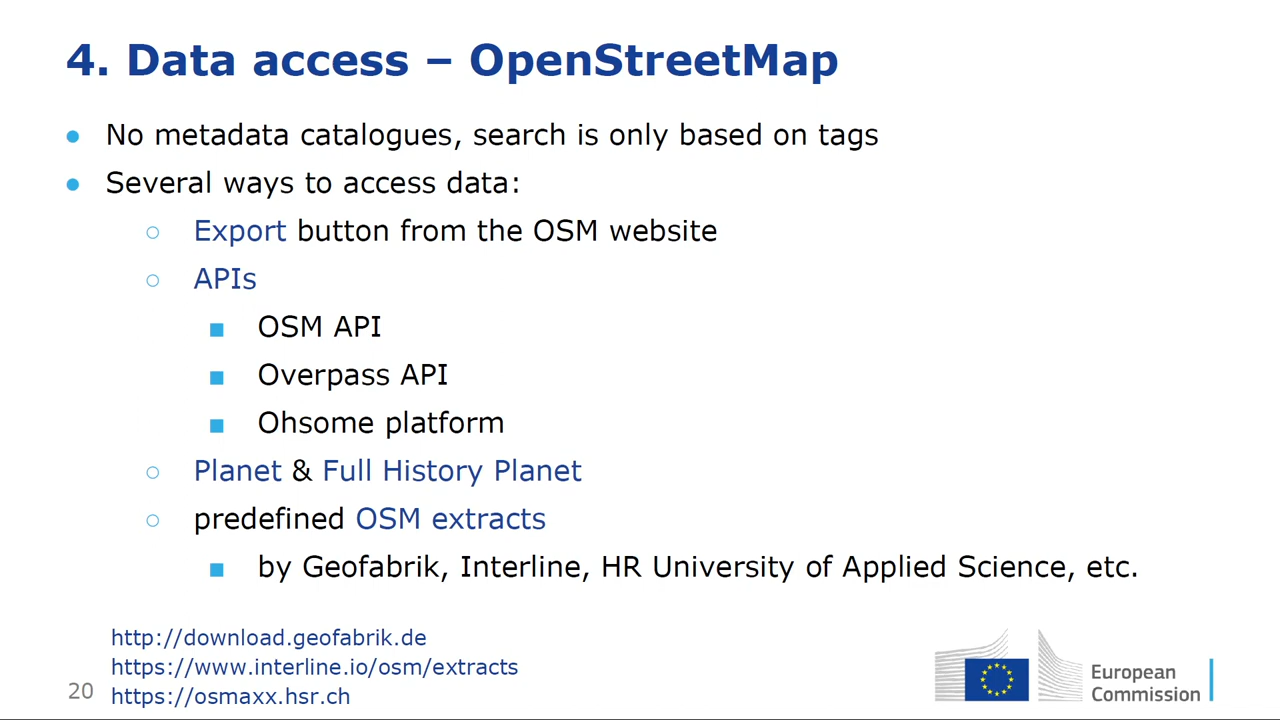 4. Data access – OpenStreetMap
No metadata catalogues, search is only based on tags
Several ways to access data:
Export button from the OSM website
APIs
OSM API
Overpass API
Ohsome platform
Planet & Full History Planet
predefined OSM extracts
by Geofabrik, Interline, HR University of Applied Science, etc.
http://download.geofabrik.de
https://www.interline.io/osm/extracts
https://osmaxx.hsr.ch
20
European
Commission